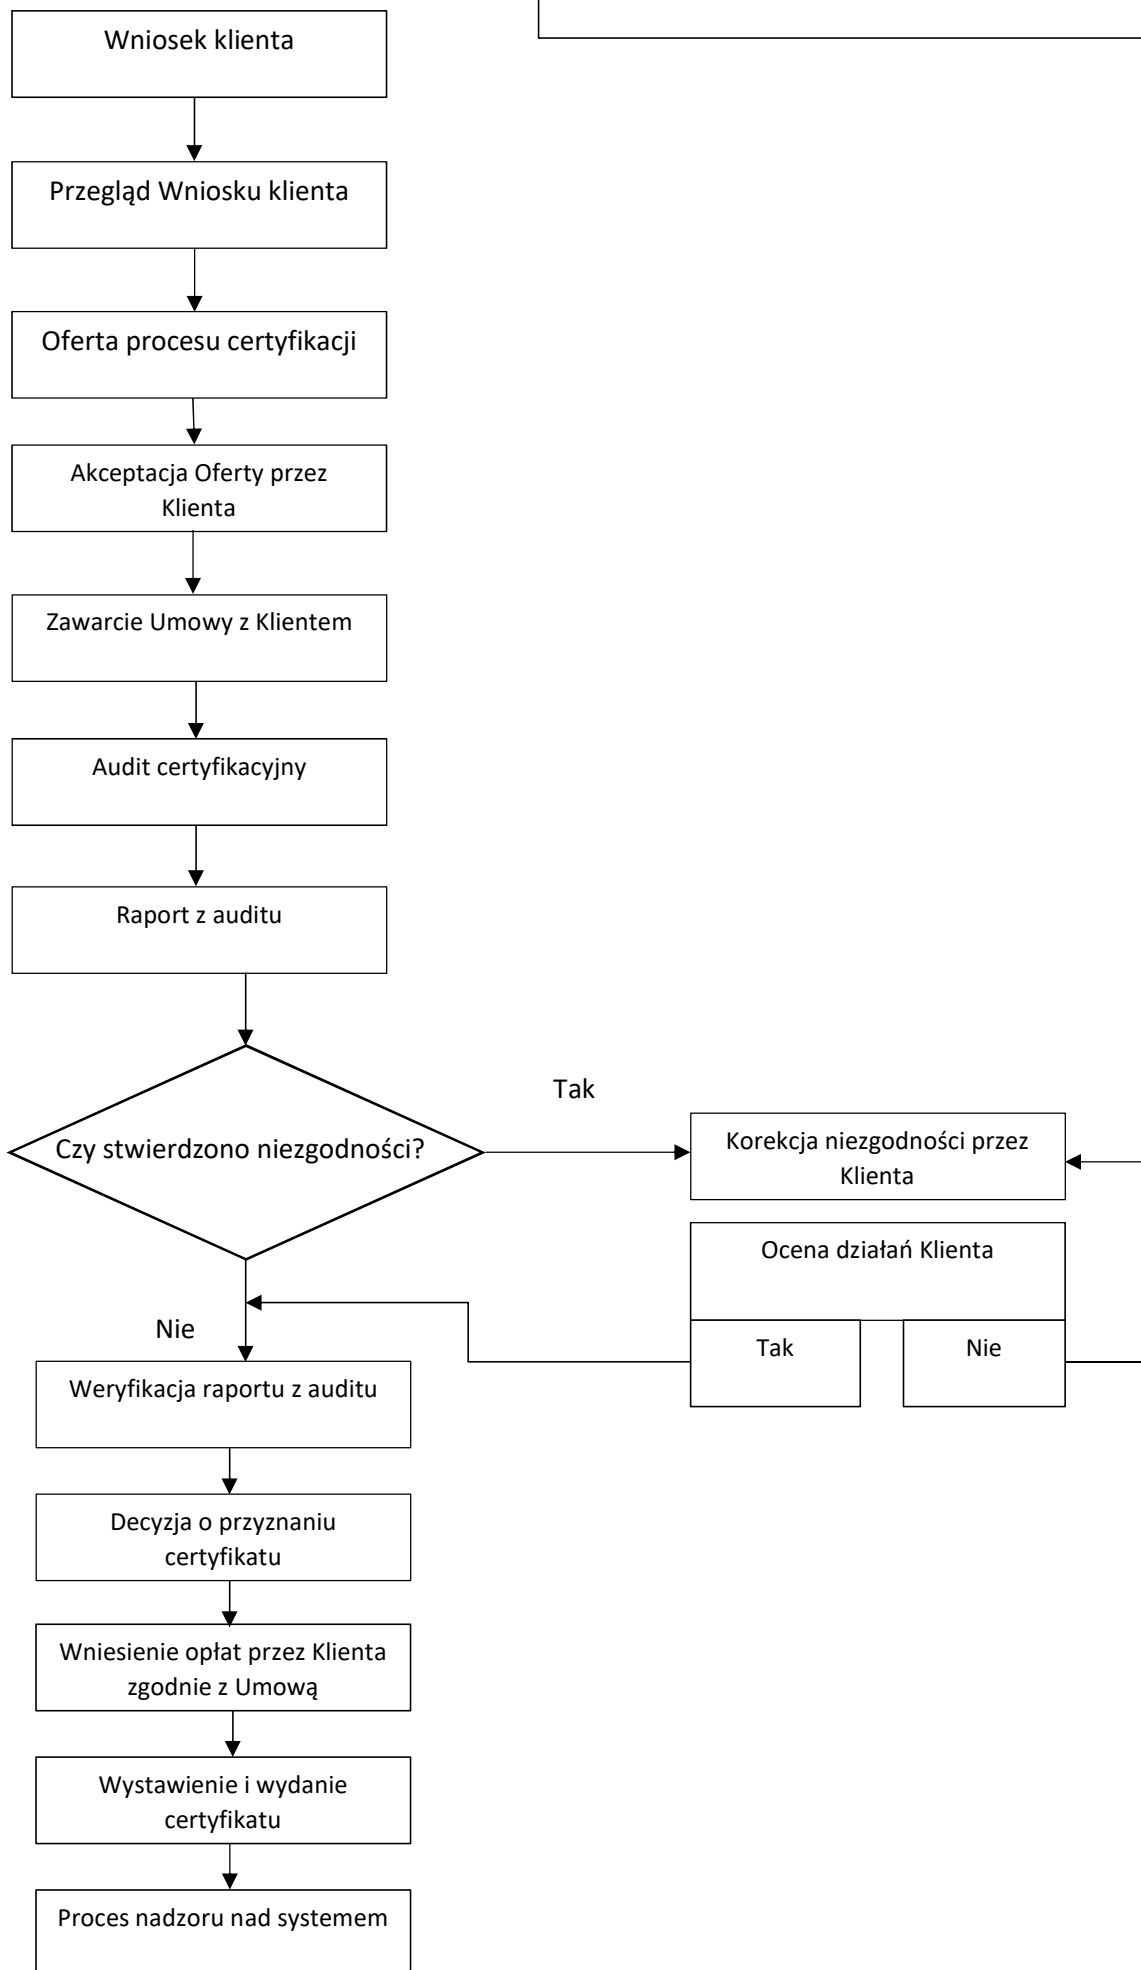 Wniosek klienta
Przegląd Wniosku klienta
Oferta procesu certyfikacji
Akceptacja Oferty przez
Klienta
Zawarcie Umowy z Klientem
Audit certyfikacyjny
Raport z auditu
Czy stwierdzono niezgodności?
Tak
Korekcja niezgodności przez
Klienta
Ocena działań Klienta
Tak
Nie
Nie
Weryfikacja raportu z auditu
Decyzja o przyznaniu
certyfikatu
Wniesienie opłat przez Klienta
zgodnie z Umową
Wystawienie i wydanie
certyfikatu
Proces nadzoru nad systemem